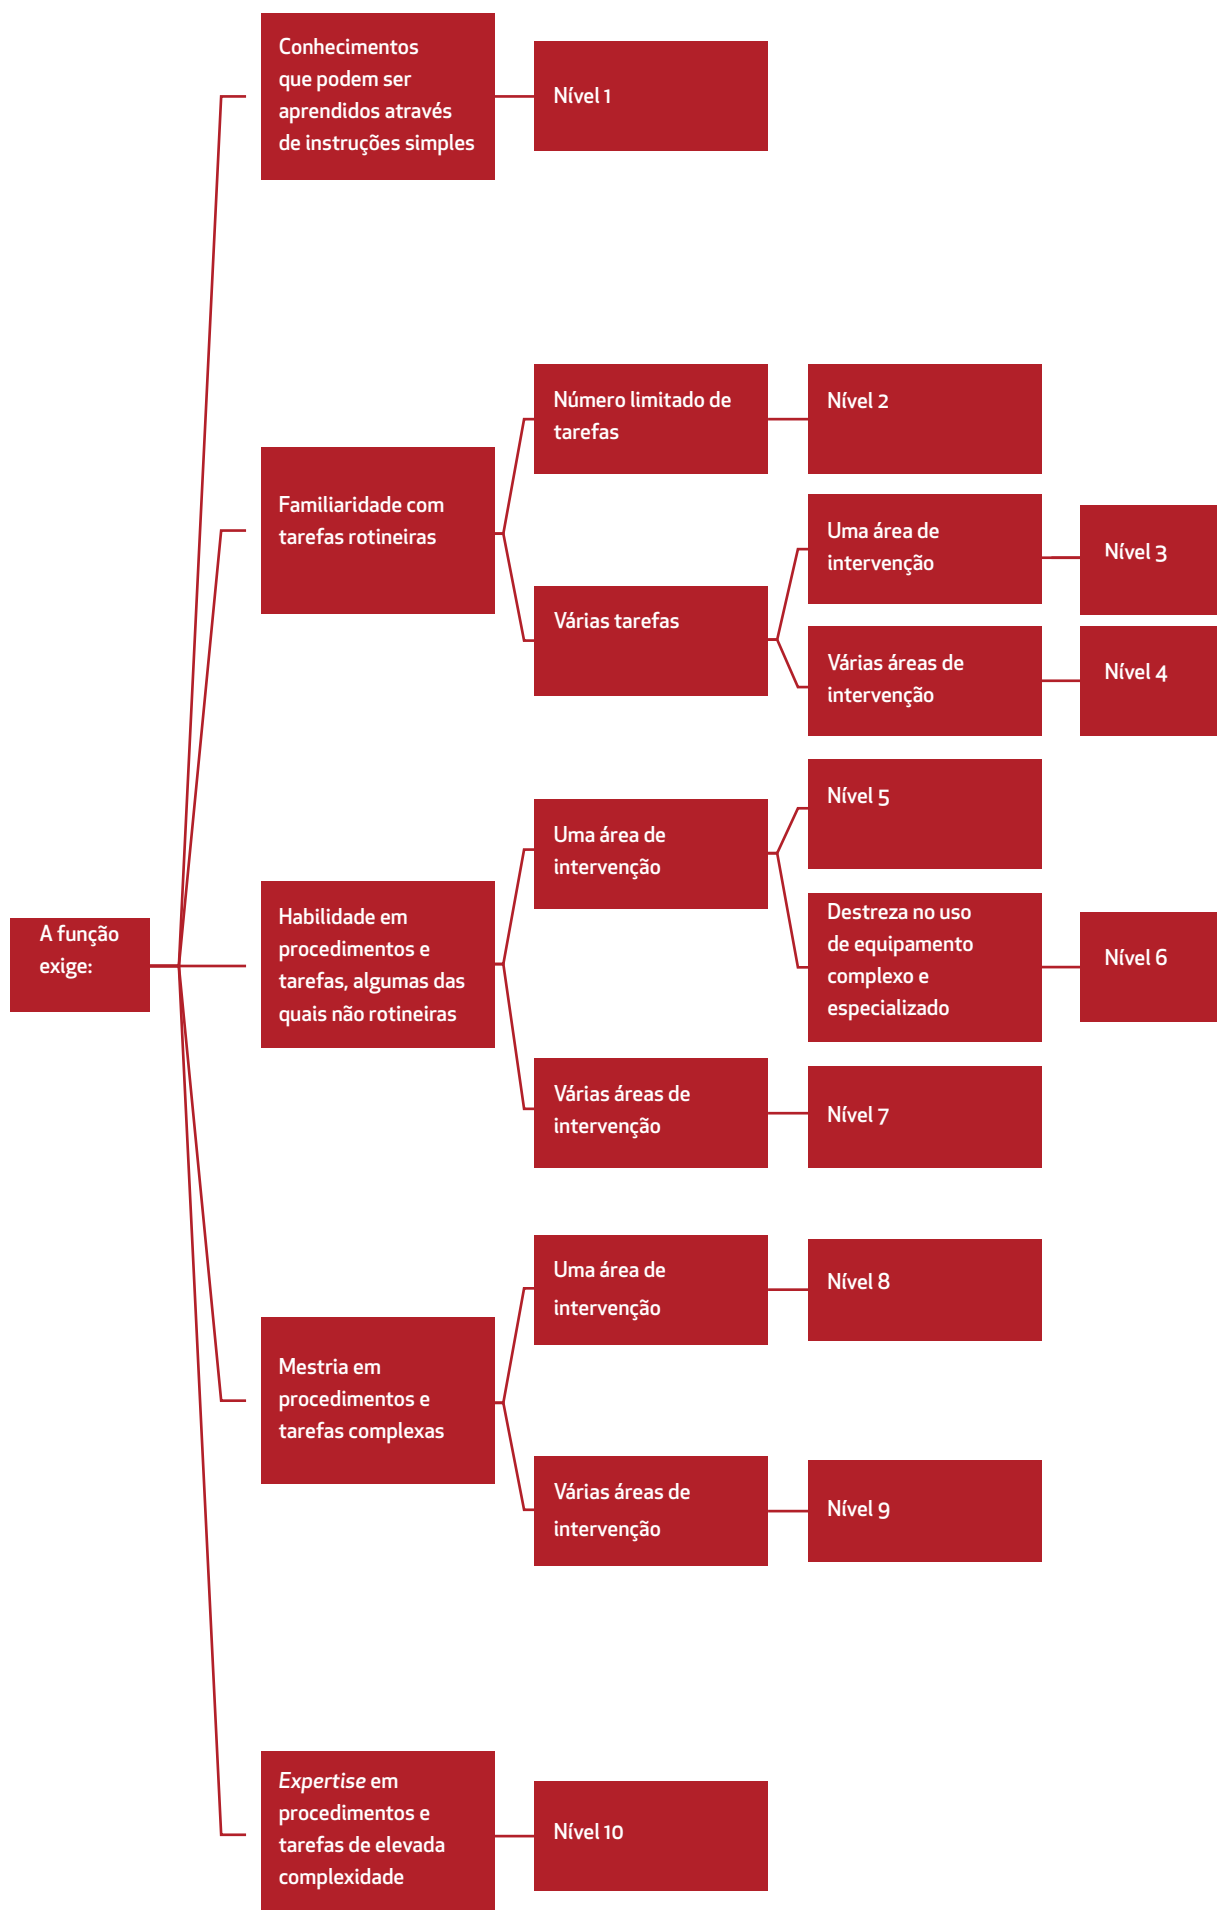 A função
exige:
Conhecimentos
que podem ser
aprendidos através
de instruções simples
Nível 1
Familiaridade com
tarefas rotineiras
Número limitado de
tarefas
Nível 2
Várias tarefas
Uma área de
intervenção
Nível 3
Várias áreas de
intervenção
Nível 4
Habilidade em
procedimentos e
tarefas, algumas das
quais não rotineiras
Uma área de
intervenção
Nível 5
Destreza no uso
de equipamento
complexo e
especializado
Nível 6
Várias áreas de
intervenção
Nível 7
Mestria em
procedimentos e
tarefas complexas
Uma área de
intervenção
Nível 8
Várias áreas de
intervenção
Nível 9
Expertise em
procedimentos e
tarefas de elevada
complexidade
Nível 10